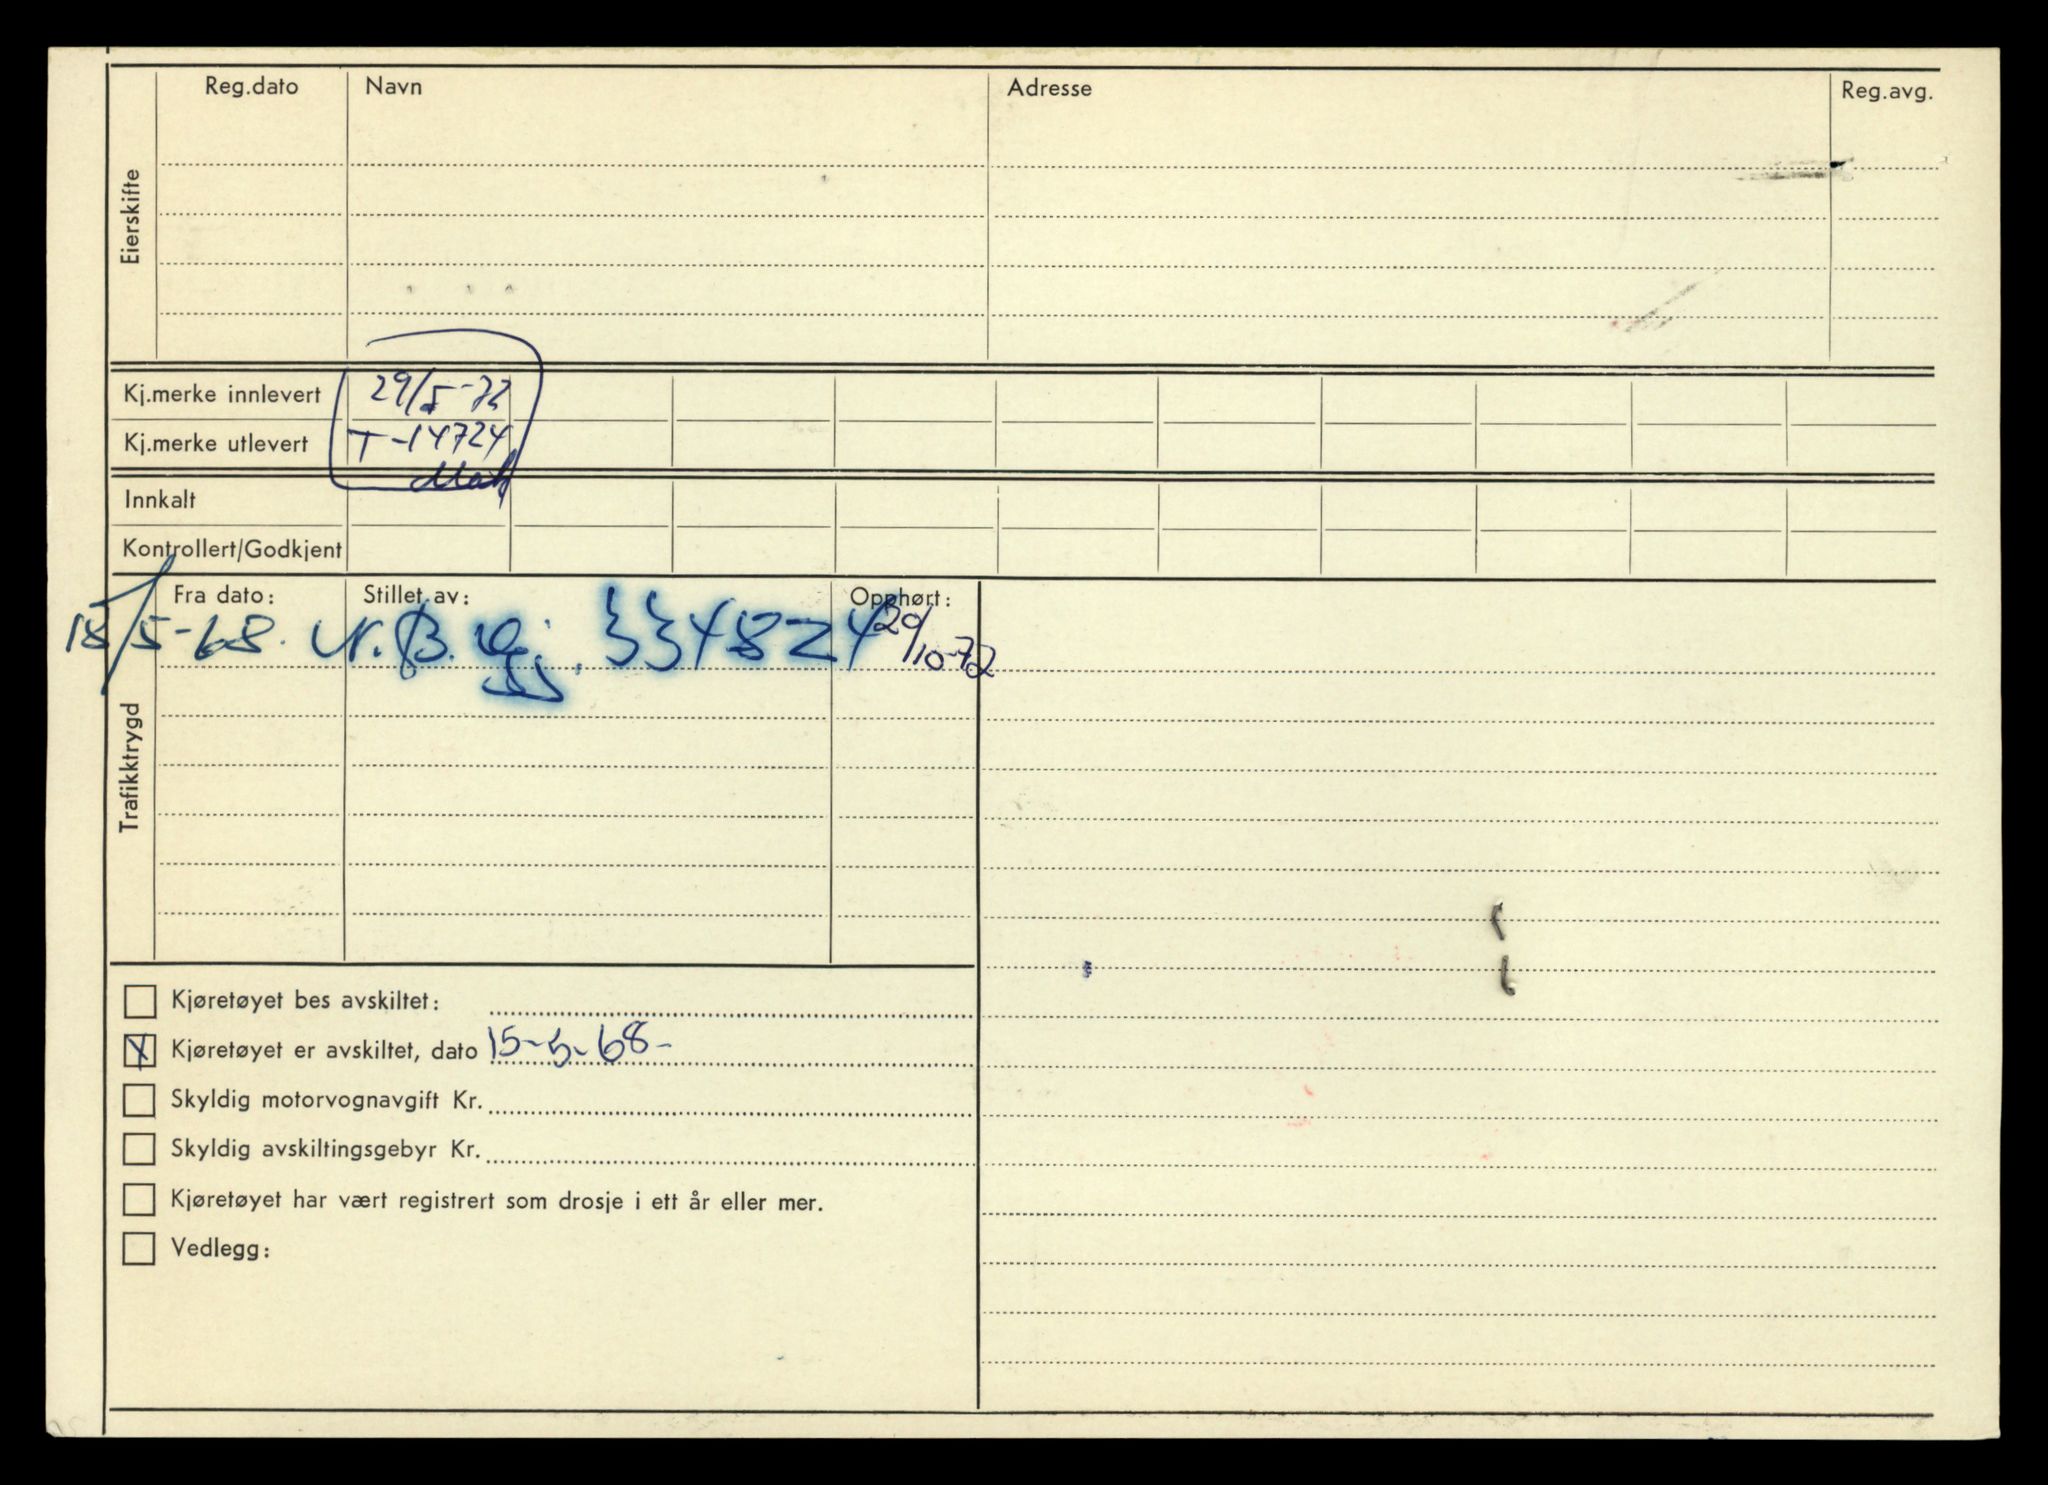 Reg.dato Navn Adresse Reg.avg.
Eierskifte
Kj.merke innlevert 29/5-72
Kj.merke utlevert T-14724
Innkalt
Kontrollert/Godkjent
Trafikktrygd
Fra dato: Stillet av: Opphørt:
15/5-68. N.B. Gj. 334824 20/10-72
Kjøretøyet bes avskiltet:
X Kjøretøyet er avskiltet, dato 15-5-68-
Skyldig motorvognavgift Kr.
Skyldig avskiltingsgebyr Kr.
Kjøretøyet har vært registrert som drosje i ett år eller mer.
Vedlegg: